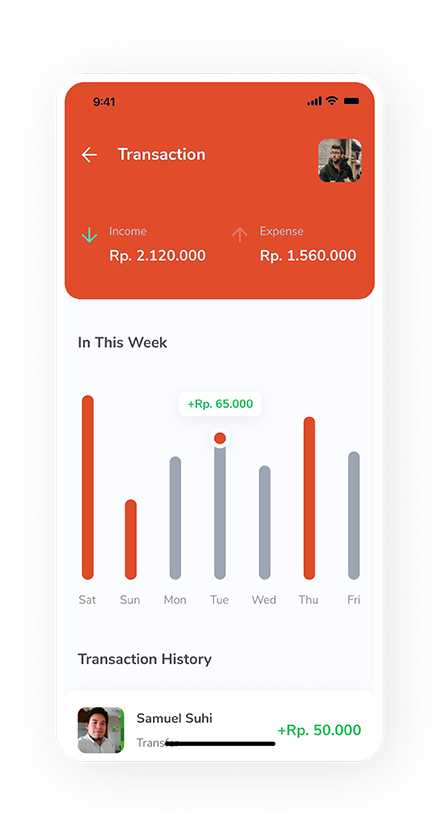 9:41
Transaction
Income
Expense
Rp. 2.120.000
Rp. 1.560.000
In This Week
+Rp. 65.000
Sat Sun Mon Tue Wed Thu Fri
Transaction History
Samuel Suhi
+Rp. 50.000
Transfer